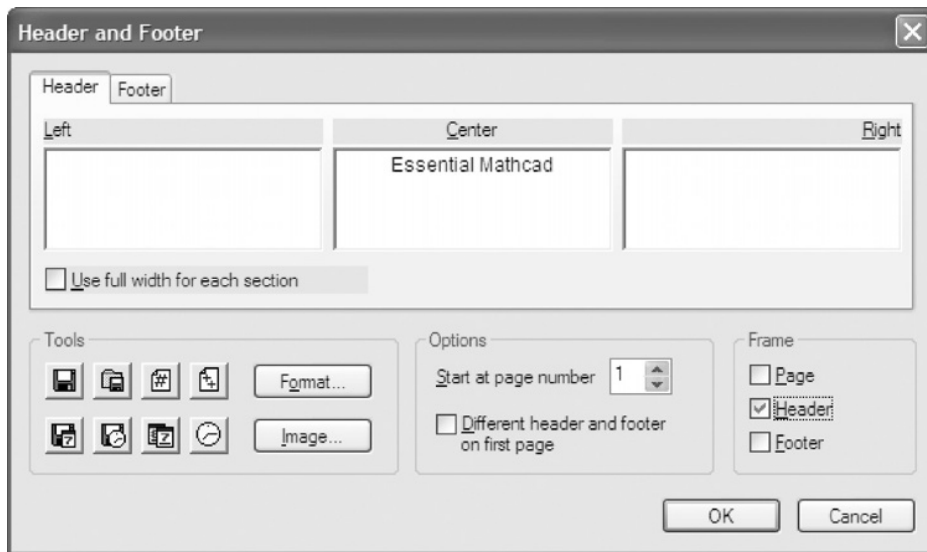 Header and Footer
Header Footer
Left Center Right
Essential Mathcad
Use full width for each section
Tools Options Frame
Format... Start at page number 1 Page
Image... Different header and footer Header
on first page Footer
OK Cancel